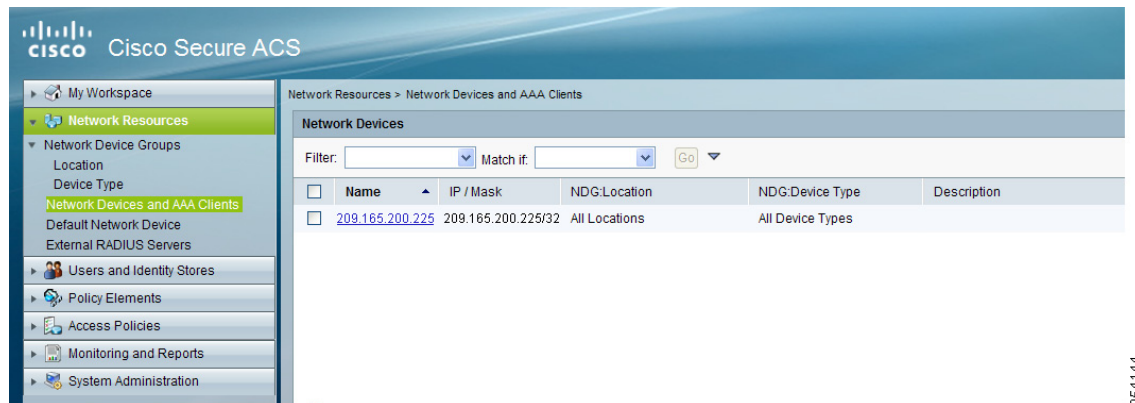 CISCO Cisco Secure ACS
My Workspace
Network Resources
Network Device Groups
Location
Device Type
Network Devices and AAA Clients
Default Network Device
External RADIUS Servers
Users and Identity Stores
Policy Elements
Access Policies
Monitoring and Reports
System Administration
Network Resources > Network Devices and AAA Clients
Network Devices
Filter: Match if: Go
Name IP / Mask NDG:Location NDG:Device Type Description
209.165.200.225 209.165.200.225/32 All Locations All Device Types